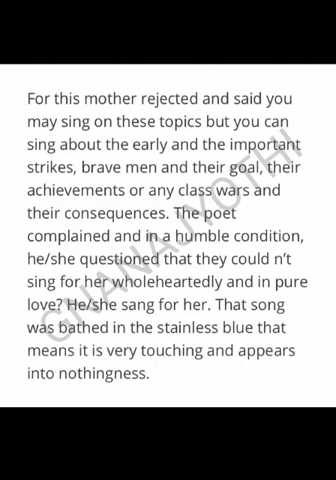 For this mother rejected and said you
may sing on these topics but you can
sing about the early and the important
strikes, brave men and their goal, their
achievements or any class wars and
their consequences. The poet
complained and in a humble condition,
he/she questioned that they could n't
sing for her wholeheartedly and in pure
love? He/she sang for her. That song
was bathed in the stainless blue that
means it is very touching and appears
into nothingness.
GNANAJYOTHI